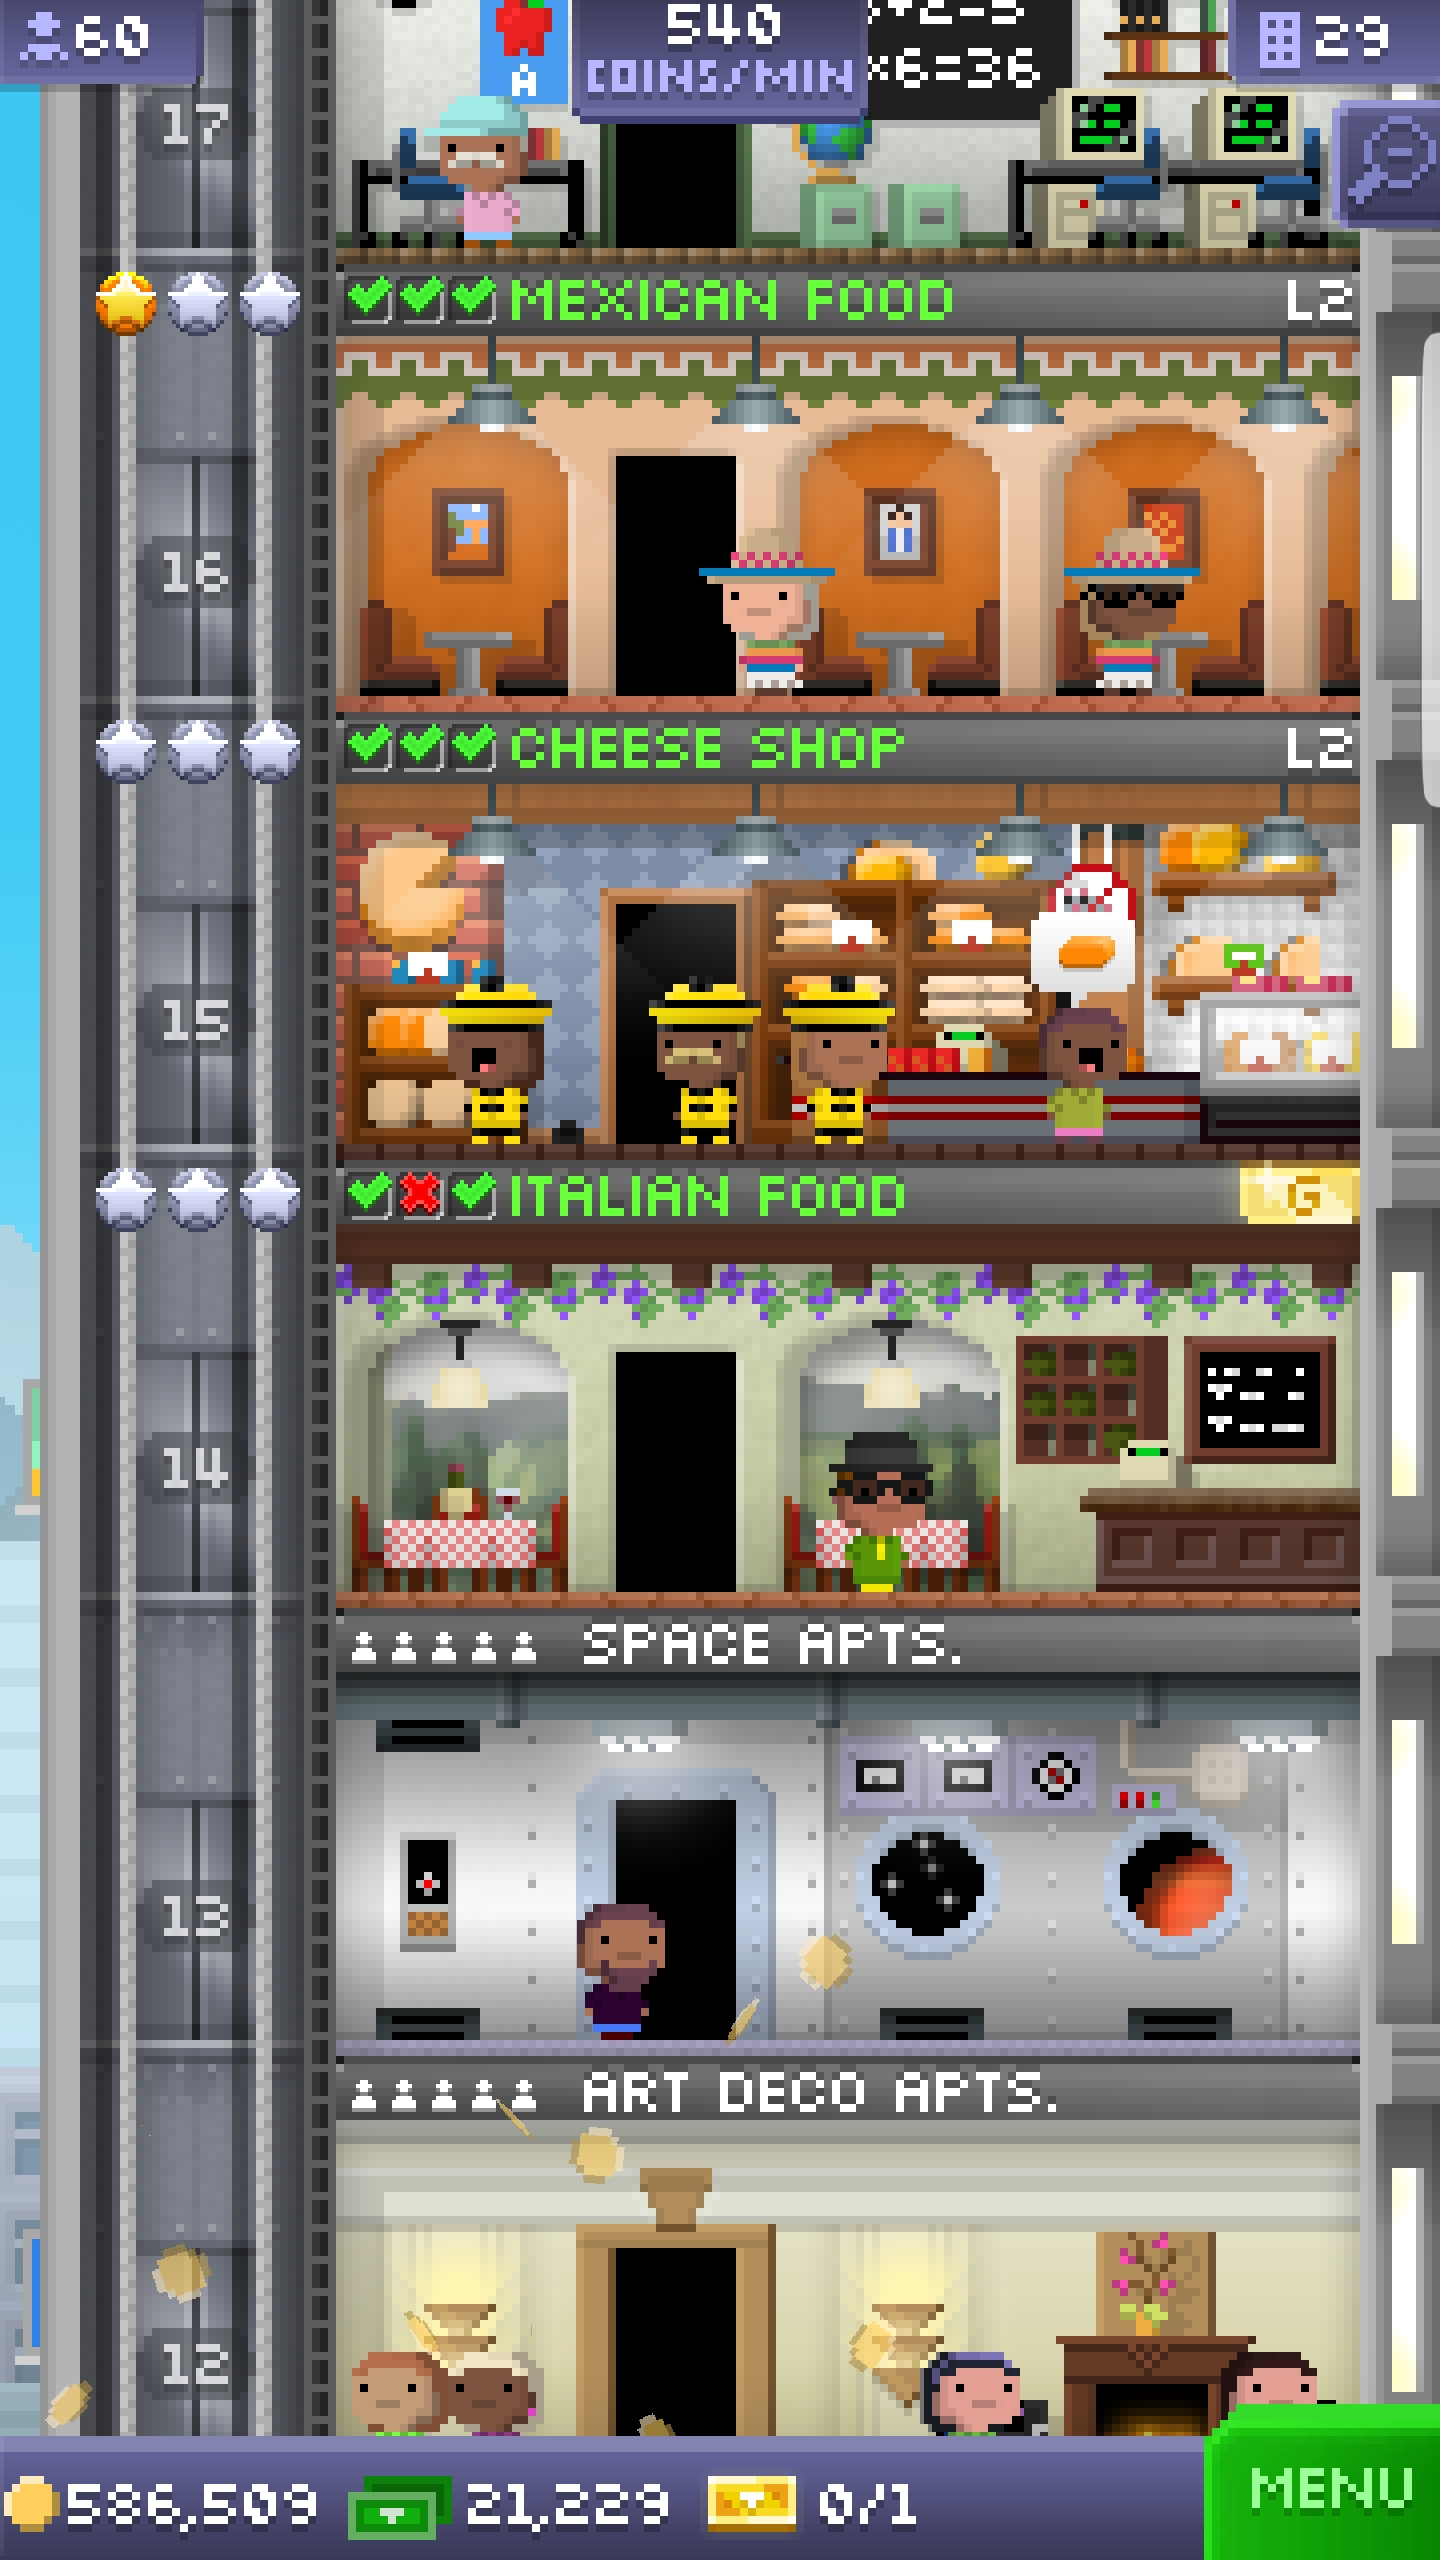 60
540
COINS/MIN
29
A
×6=36
17
MEXICAN FOOD
L2
16
CHEESE SHOP
L2
15
ITALIAN FOOD
G
14
SPACE APTS.
13
ART DECO APTS.
12
586,509
21,229
0/1
MENU